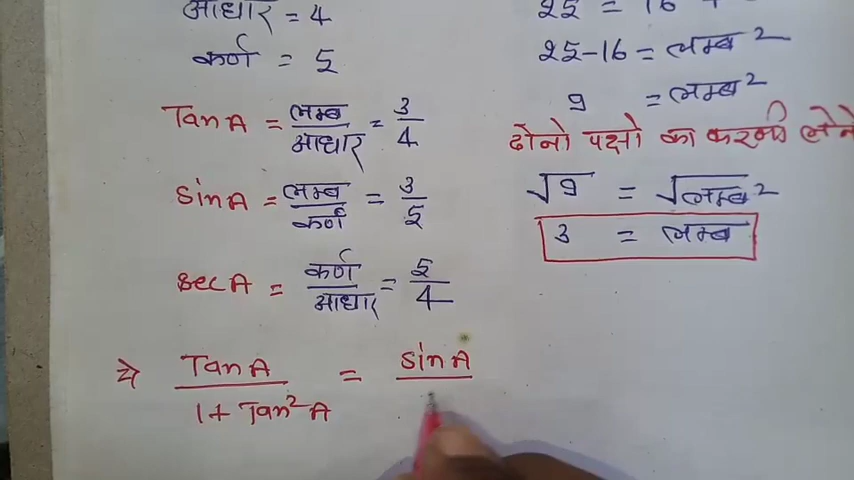 आधार = 4
कर्ण = 5
TanA = लम्ब/आधार = 3/4
sinA = लम्ब/कर्ण = 3/5
secA = कर्ण/आधार = 5/4
⇒ TanA/1+Tan²A = sinA/
25 = 16 +
25-16 = लम्ब²
9 = लम्ब²
दोनो पक्षो का करणी लेने
√9 = √लम्ब²
3 = लम्ब